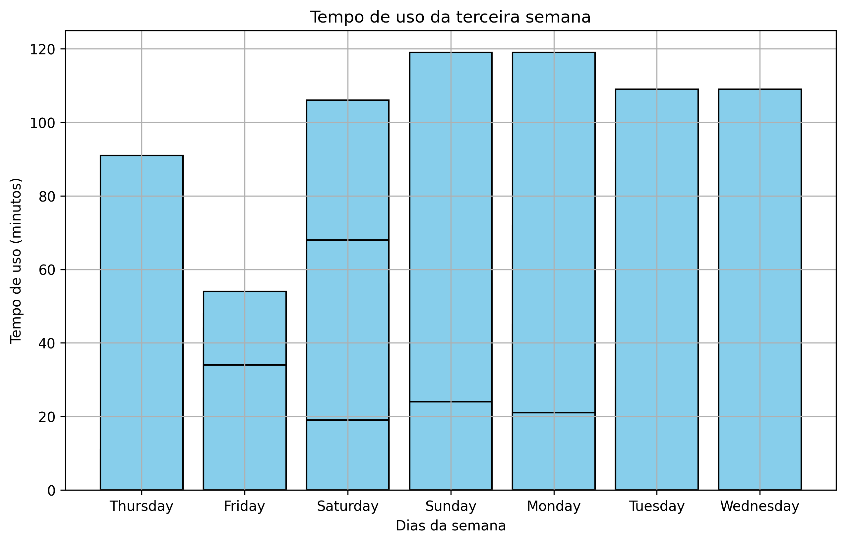 Tempo de uso da terceira semana
Tempo de uso (minutos)
120
100
80
60
40
20
0
Thursday Friday Saturday Sunday Monday Tuesday Wednesday
Dias da semana